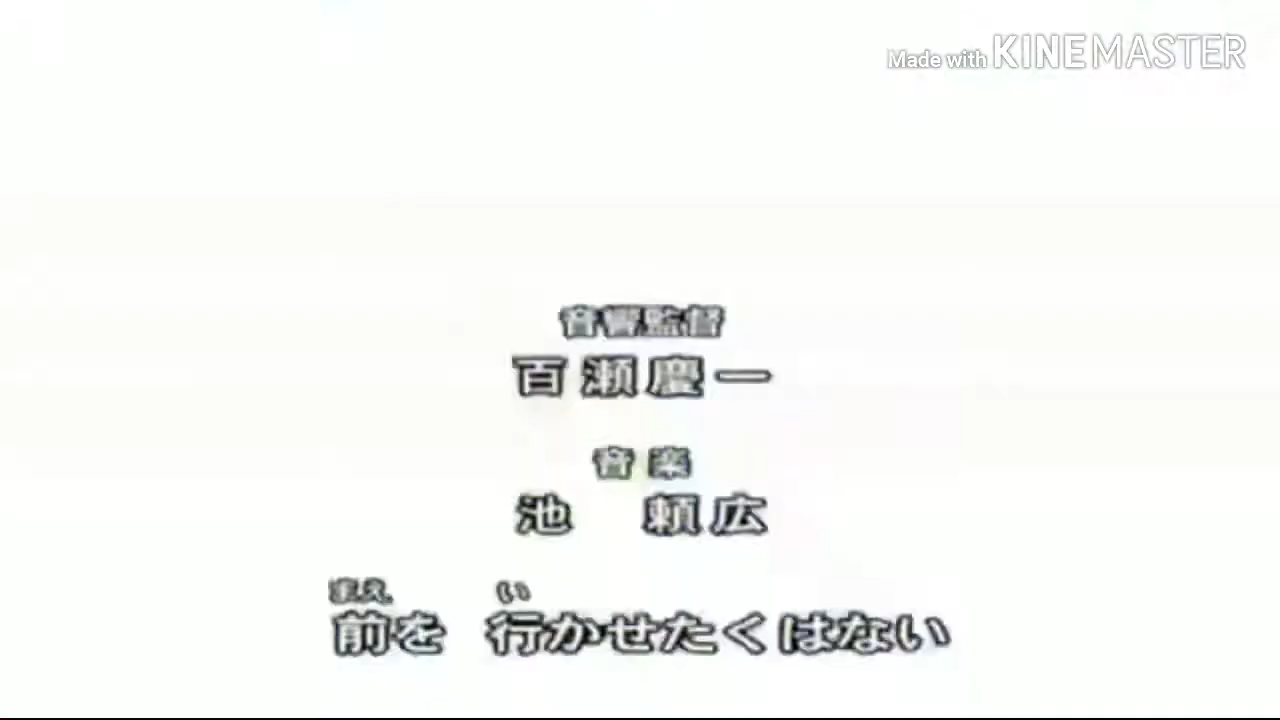 Made with KINEMASTER
音響監督
百瀬慶一
音楽
池 頼広
まえ い
前を 行かせたくはない